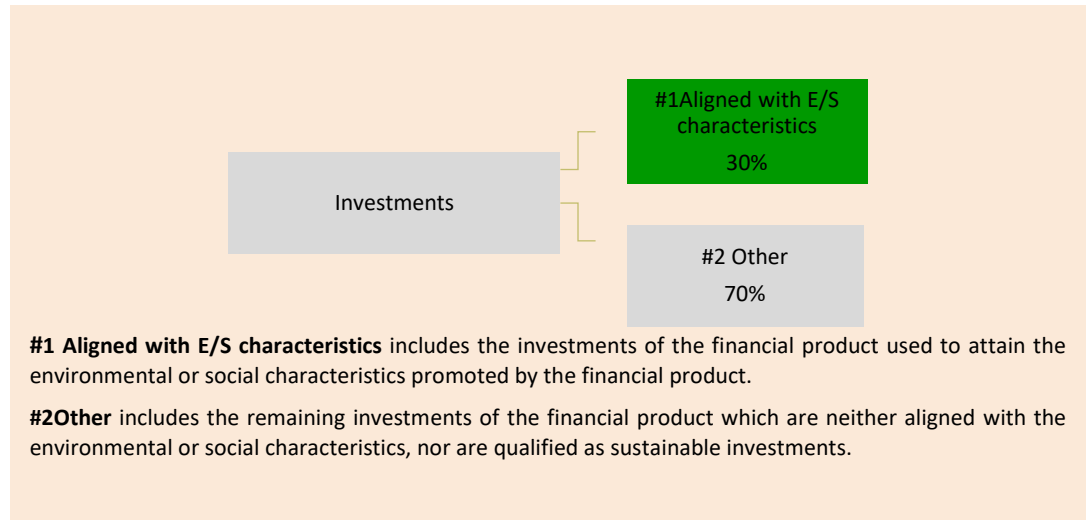 #1Aligned with E/S
characteristics
30%
Investments
#2 Other
70%
#1 Aligned with E/S characteristics includes the investments of the financial product used to attain the
environmental or social characteristics promoted by the financial product.
#2Other includes the remaining investments of the financial product which are neither aligned with the
environmental or social characteristics, nor are qualified as sustainable investments.